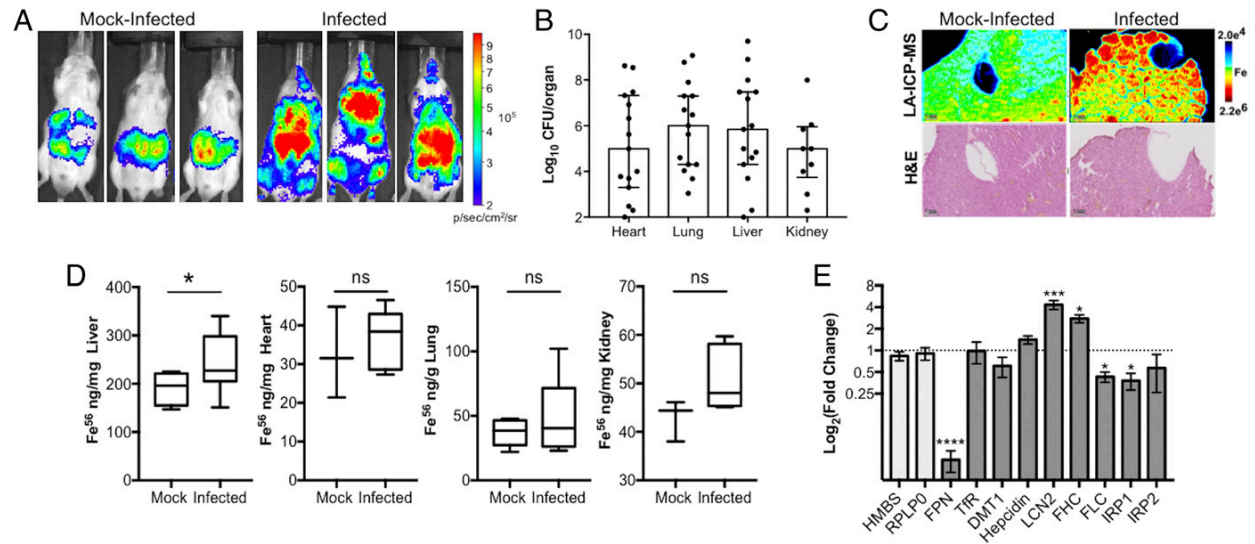 A
Mock-Infected
Infected
9
8
7
6
10⁵
4
3
2
p/sec/cm²/sr
B
Log₁₀ CFU/organ
10
8
6
4
2
Heart Lung Liver Kidney
C
Mock-Infected
Infected
LA-ICP-MS
H&E
2.0e⁴
Fe
2.2e⁶
D
*
Fe⁵⁶ ng/mg Liver
400
300
200
100
0
Mock Infected
ns
Fe⁵⁶ ng/mg Heart
50
40
30
20
10
0
Mock Infected
ns
Fe⁵⁶ ng/g Lung
150
100
50
0
Mock Infected
ns
Fe⁵⁶ ng/mg Kidney
70
60
50
40
30
Mock Infected
E
Log₂(Fold Change)
8
4
2
1
0.5
0.25
****
***
*
*
*
HMBS
RPLP0
FPN
TfR
DMT1
Hepcidin
LCN2
FHC
FLC
IRP1
IRP2